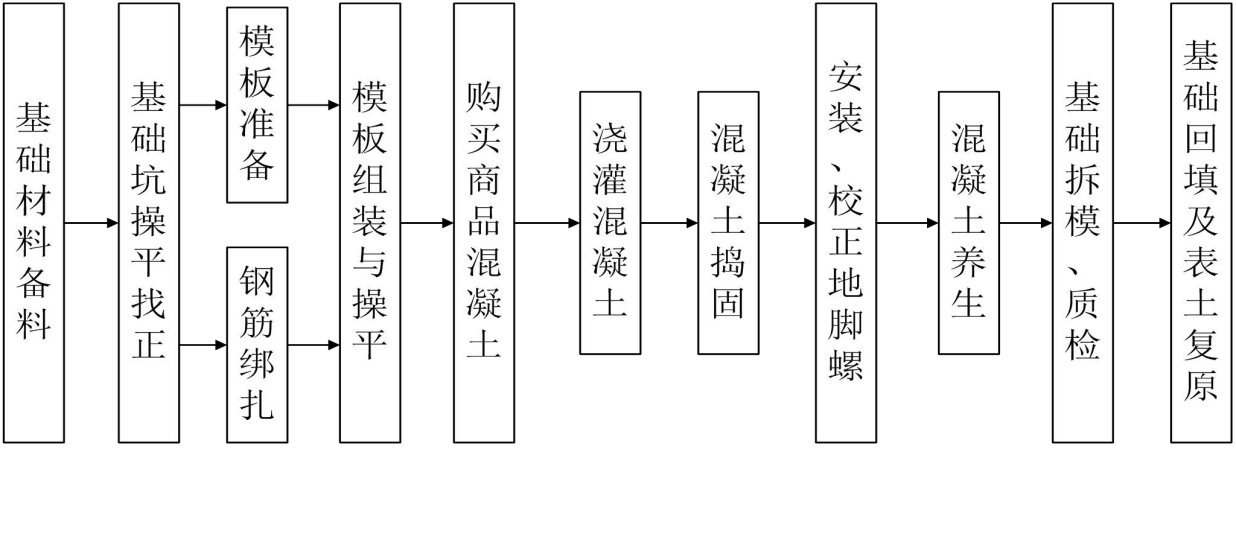 基础材料备料
基础坑操平找正
模板准备
钢筋绑扎
模板组装与操平
购买商品混凝土
浇灌混凝土
混凝土捣固
安装、校正地脚螺
混凝土养生
基础拆模、质检
基础回填及表土复原